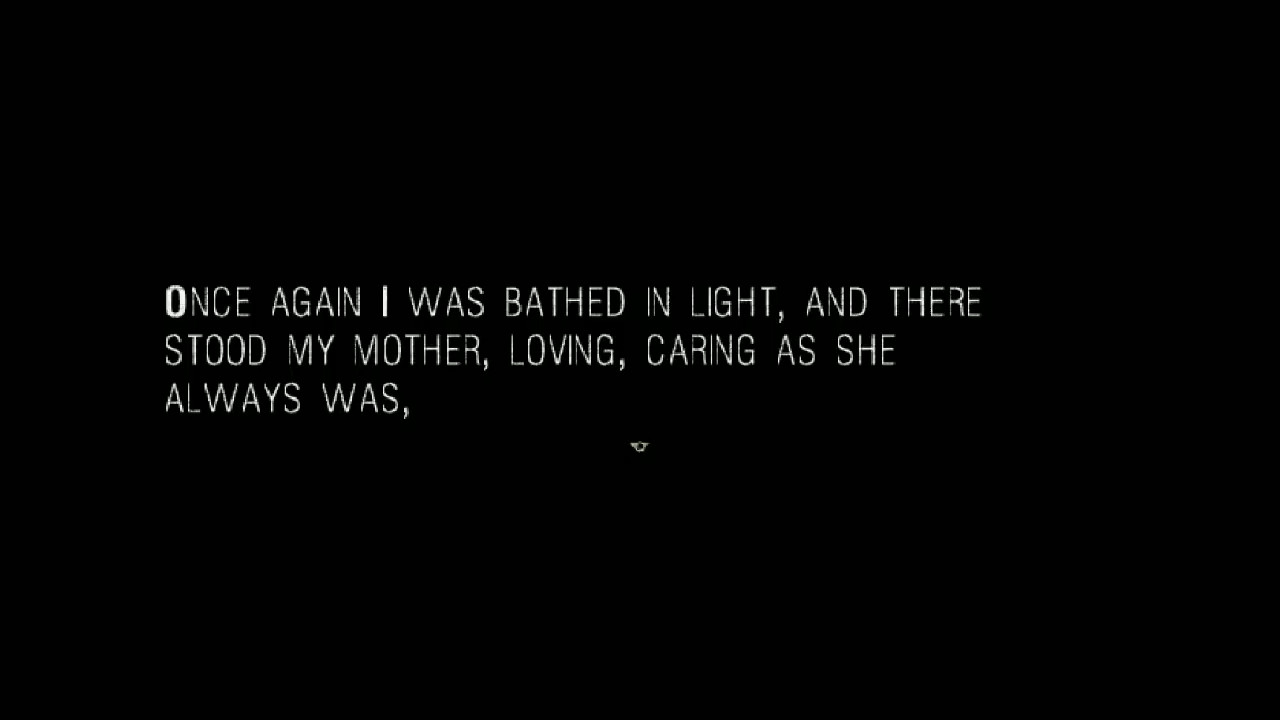 ONCE AGAIN I WAS BATHED IN LIGHT, AND THERE
STOOD MY MOTHER, LOVING, CARING AS SHE
ALWAYS WAS,